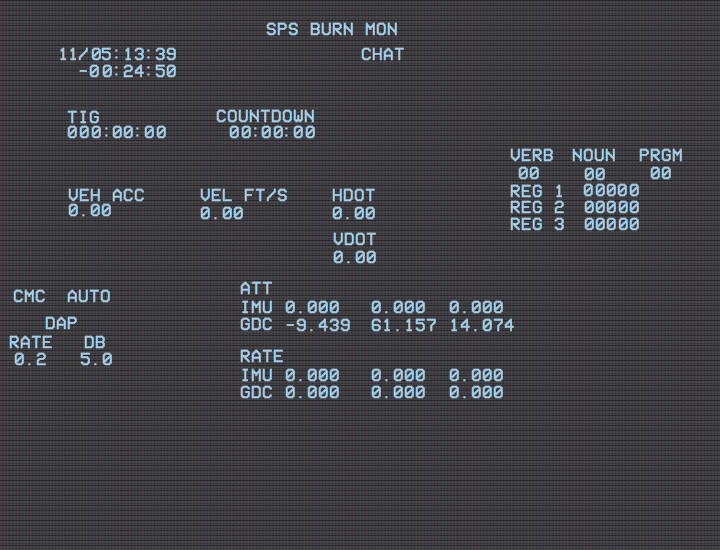 SPS BURN MON
11/05:13:39 CHAT
-00:24:50
TIG COUNTDOWN
000:00:00 00:00:00
VERB NOUN PRGM
00 00 00
REG 1 00000
REG 2 00000
REG 3 00000
VEH ACC VEL FT/S HDOT
0.00 0.00 0.00
VDOT
0.00
ATT
CMC AUTO
IMU 0.000 0.000 0.000
GDC -9.439 61.157 14.074
DAP
RATE DB
0.2 5.0
RATE
IMU 0.000 0.000 0.000
GDC 0.000 0.000 0.000